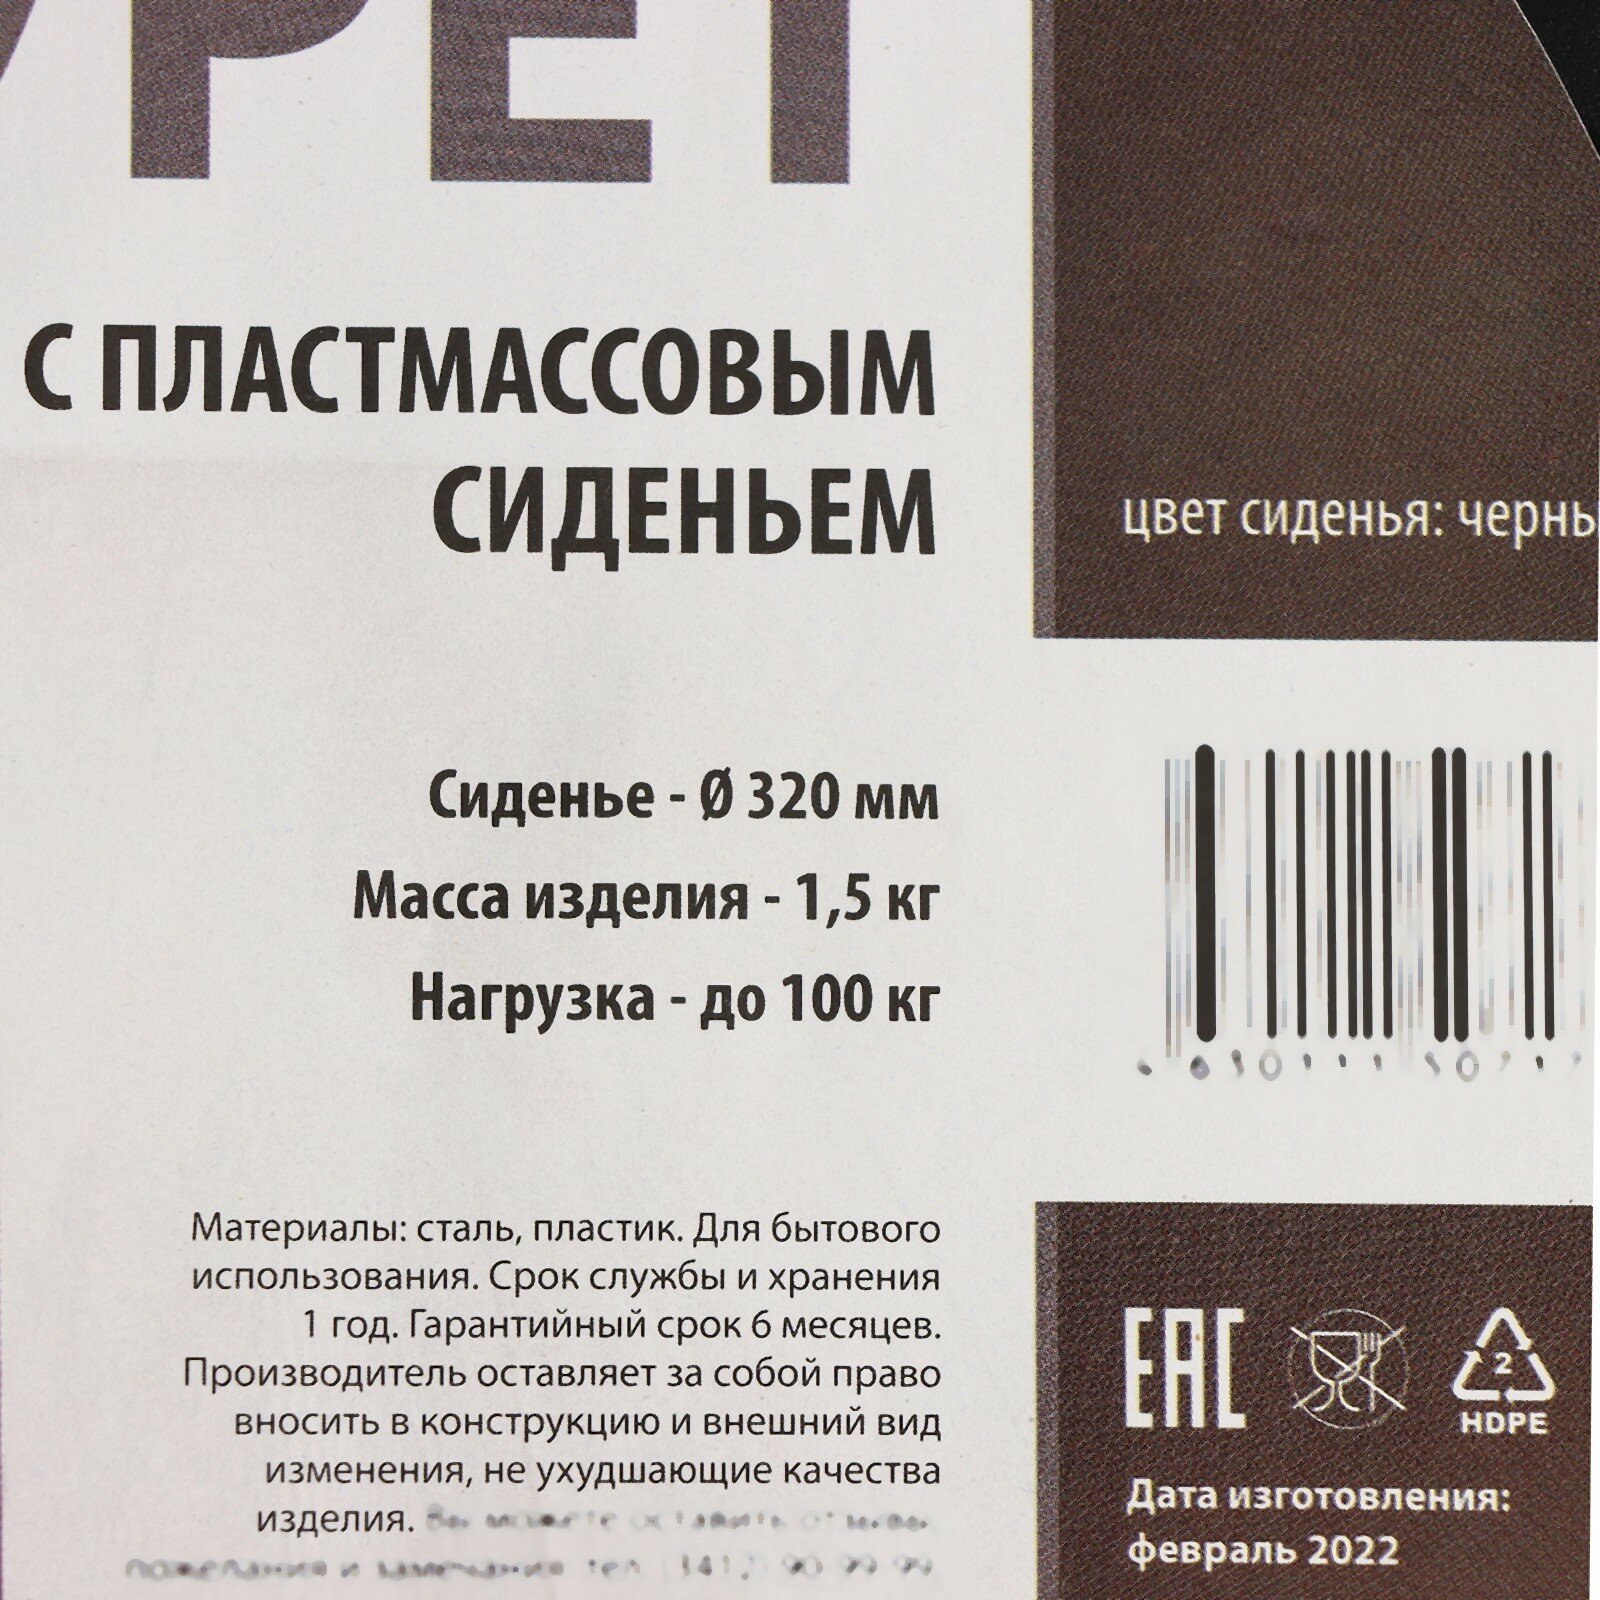 УРЕТ
С ПЛАСТМАССОВЫМ
СИДЕНЬЕМ
цвет сиденья: черны
Сиденье - Ø 320 мм
Масса изделия - 1,5 кг
Нагрузка - до 100 кг
Материалы: сталь, пластик. Для бытового
использования. Срок службы и хранения
1 год. Гарантийный срок 6 месяцев.
Производитель оставляет за собой право
вносить в конструкцию и внешний вид
изменения, не ухудшающие качества
изделия.
EAC
2
HDPE
Дата изготовления:
февраль 2022